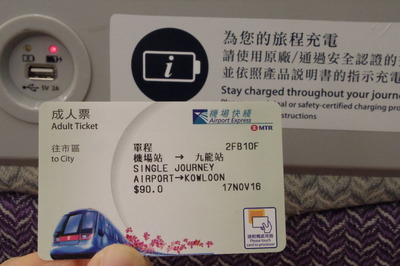 5V 2A
為您的旅程充電
請使用原廠/通過安全認證的
並依照產品說明書的指示充電
Stay charged throughout your
or safety-certified charging
instructions
成人票
Adult Ticket
往市區
to City
機場快綫
Airport Express
MTR
單程 2FB10F
機場站 → 九龍站
SINGLE JOURNEY
AIRPORT→KOWLOON
$90.0 17NOV16
Please touch
card to processor